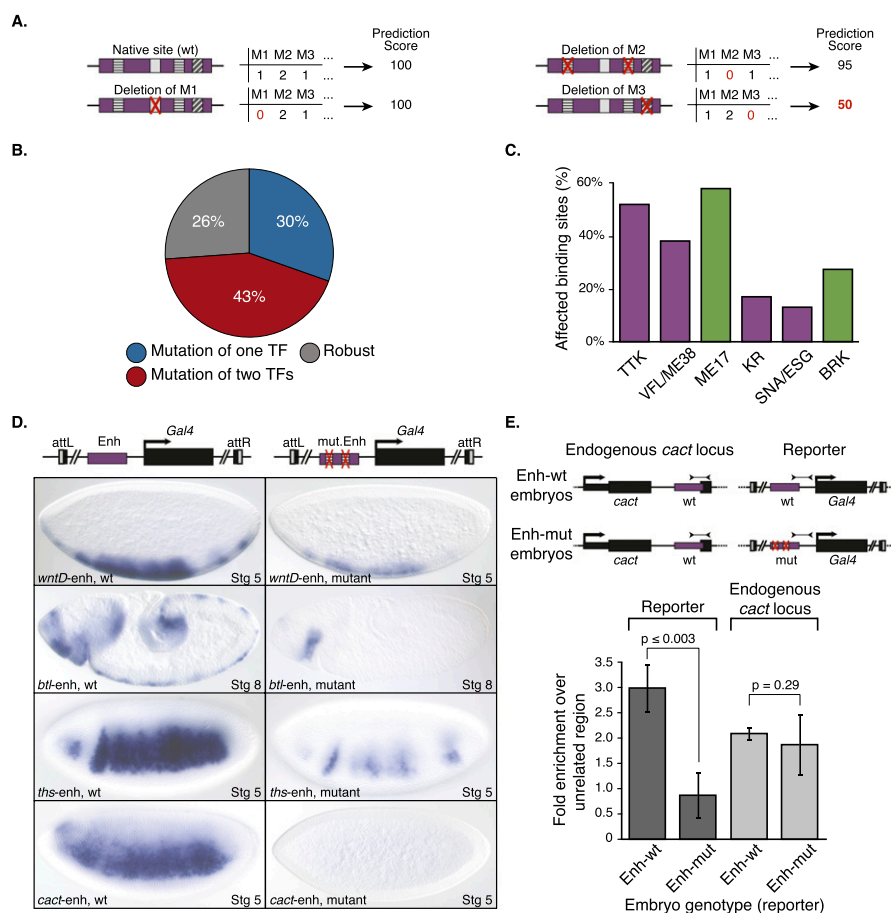 A.
Native site (wt)
M1 M2 M3 ...
1 2 1 ...
Prediction
Score
100
Deletion of M1
M1 M2 M3 ...
0 2 1 ...
100
Deletion of M2
M1 M2 M3 ...
1 0 1 ...
Prediction
Score
95
Deletion of M3
M1 M2 M3 ...
1 2 0 ...
50
B.
26%
30%
43%
Mutation of one TF
Robust
Mutation of two TFs
C.
Affected binding sites (%)
60%
40%
20%
0%
TTK
VFL/ME38
ME17
KR
SNA/ESG
BRK
D.
attL
Enh
Gal4
attR
attL
mut.Enh
Gal4
attR
wntD-enh, wt
Stg 5
wntD-enh, mutant
Stg 5
btl-enh, wt
Stg 8
btl-enh, mutant
Stg 8
ths-enh, wt
Stg 5
ths-enh, mutant
Stg 5
cact-enh, wt
Stg 5
cact-enh, mutant
Stg 5
E.
Endogenous cact locus
Reporter
Enh-wt
embryos
cact
wt
wt
Gal4
Enh-mut
embryos
cact
wt
mut
Gal4
Reporter
Endogenous
cact locus
p ≤ 0.003
p = 0.29
Fold enrichment over
unrelated region
3.5
3.0
2.5
2.0
1.5
1.0
0.5
0
Enh-wt
Enh-mut
Enh-wt
Enh-mut
Embryo genotype (reporter)